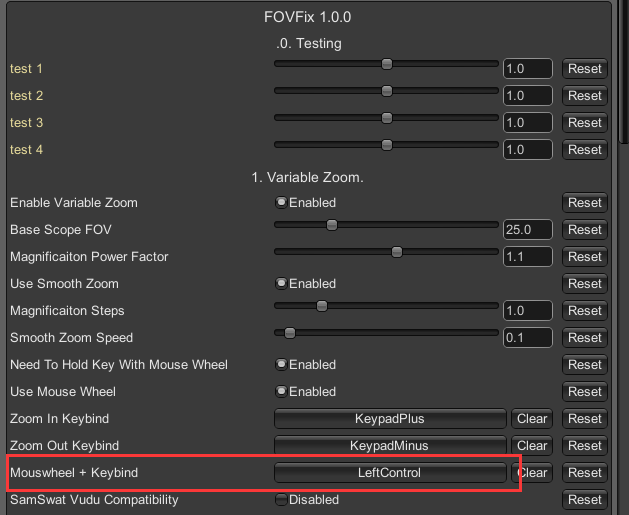 FOVFix 1.0.0
.0. Testing
test 1 1.0 Reset
test 2 1.0 Reset
test 3 1.0 Reset
test 4 1.0 Reset
1. Variable Zoom.
Enable Variable Zoom Enabled Reset
Base Scope FOV 25.0 Reset
Magnificaiton Power Factor 1.1 Reset
Use Smooth Zoom Enabled Reset
Magnificaiton Steps 1.0 Reset
Smooth Zoom Speed 0.1 Reset
Need To Hold Key With Mouse Wheel Enabled Reset
Use Mouse Wheel Enabled Reset
Zoom In Keybind KeypadPlus Clear Reset
Zoom Out Keybind KeypadMinus Clear Reset
Mouswheel + Keybind LeftControl Clear Reset
SamSwat Vudu Compatibility Disabled Reset